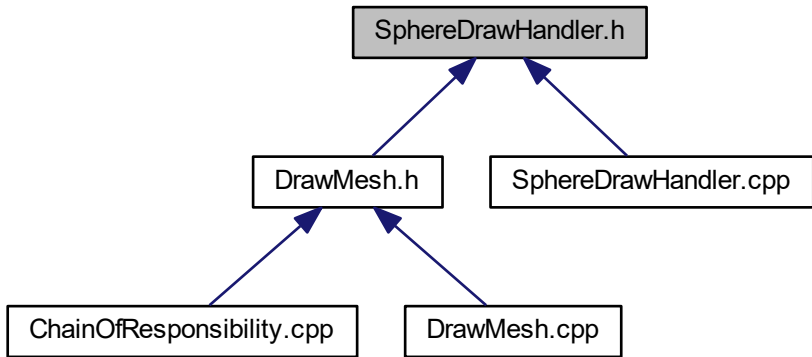 SphereDrawHandler.h
DrawMesh.h
SphereDrawHandler.cpp
ChainOfResponsibility.cpp
DrawMesh.cpp